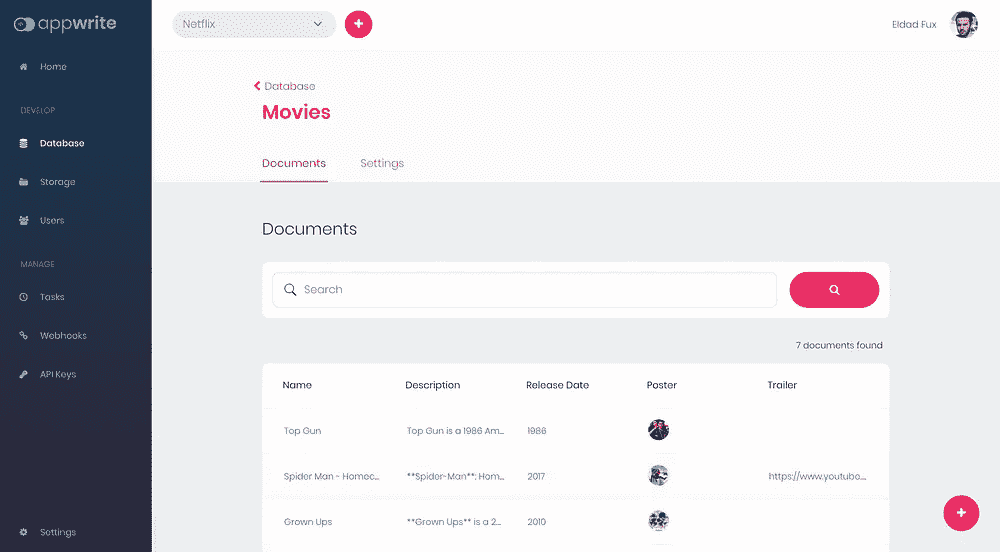 appwrite
Netflix
Eldad Fux
Home
DEVELOP
Database
Storage
Users
MANAGE
Tasks
Webhooks
API Keys
Settings
Database
Movies
Documents Settings
Documents
Search
7 documents found
Name Description Release Date Poster Trailer
Top Gun Top Gun is a 1986 Am... 1986
Spider Man - Homec... **Spider-Man**: Hom... 2017 https://www.youtube....
Grown Ups **Grown Ups** is a 2... 2010